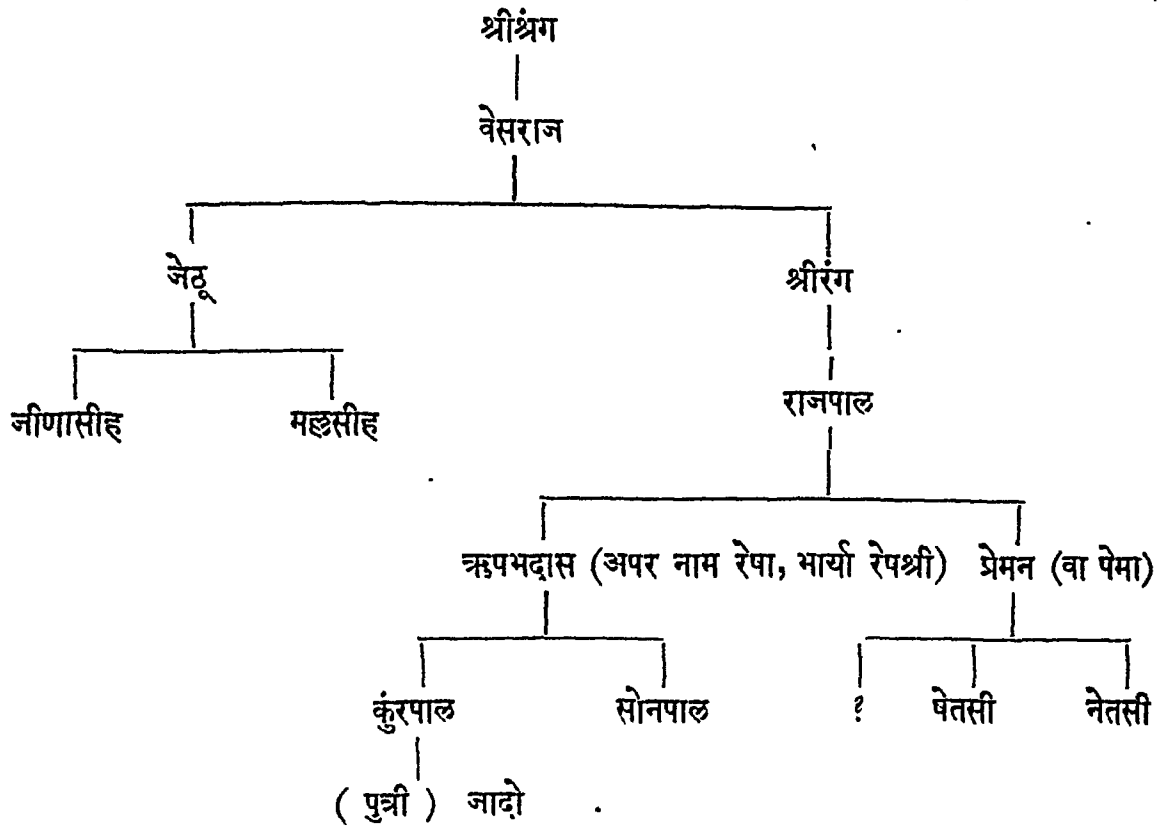 श्रीश्रंग
वेसराज
जेठू श्रीरंग
जीणासीह मल्लसीह राजपाल
ऋषभदास (अपर नाम रेषा, भार्या रेषश्री) प्रेमन (वा पेमा)
कुंरपाल सोनपाल ? षेतसी नेतसी
( पुत्री ) जादो